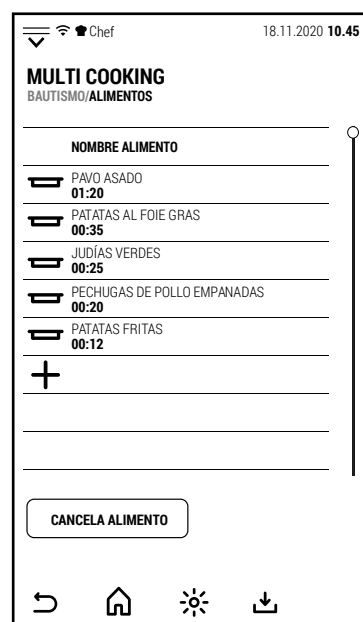 Chef 18.11.2020 10.45
MULTI COOKING
BAUTISMO/ALIMENTOS
NOMBRE ALIMENTO
PAVO ASADO
01:20
PATATAS AL FOIE GRAS
00:35
JUDÍAS VERDES
00:25
PECHUGAS DE POLLO EMPANADAS
00:20
PATATAS FRITAS
00:12
CANCELA ALIMENTO